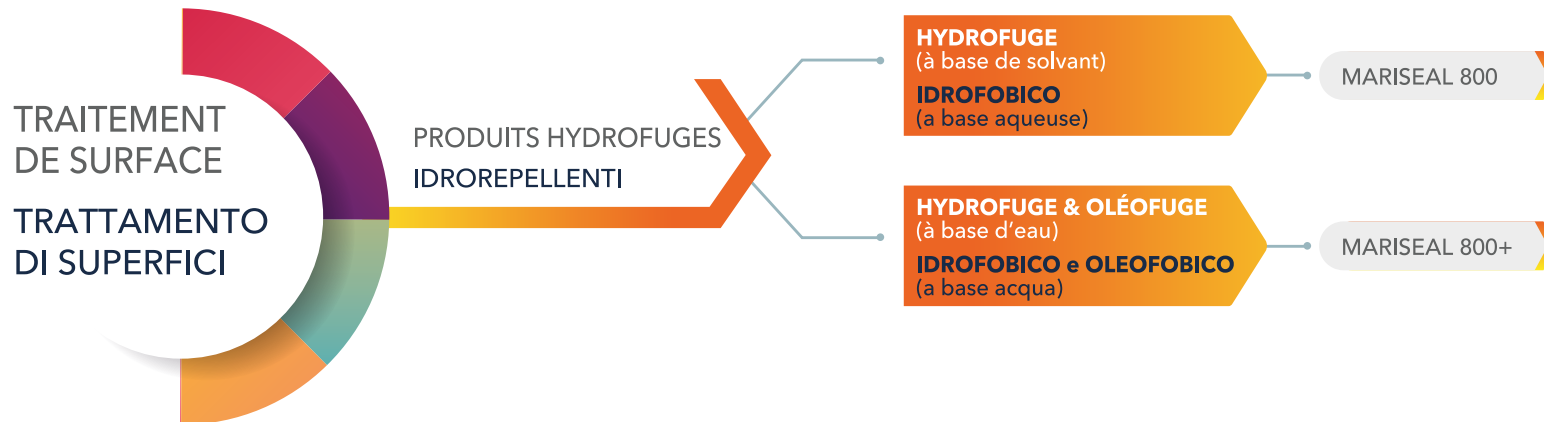 TRAITEMENT
DE SURFACE
TRATTAMENTO
DI SUPERFICI
PRODUITS HYDROFUGES
IDROREPELLENTI
HYDROFUGE
(à base de solvant)
IDROFOBICO
(a base aqueuse)
MARISEAL 800
HYDROFUGE & OLÉOFUGE
(à base d’eau)
IDROFOBICO e OLEOFOBICO
(a base acqua)
MARISEAL 800+